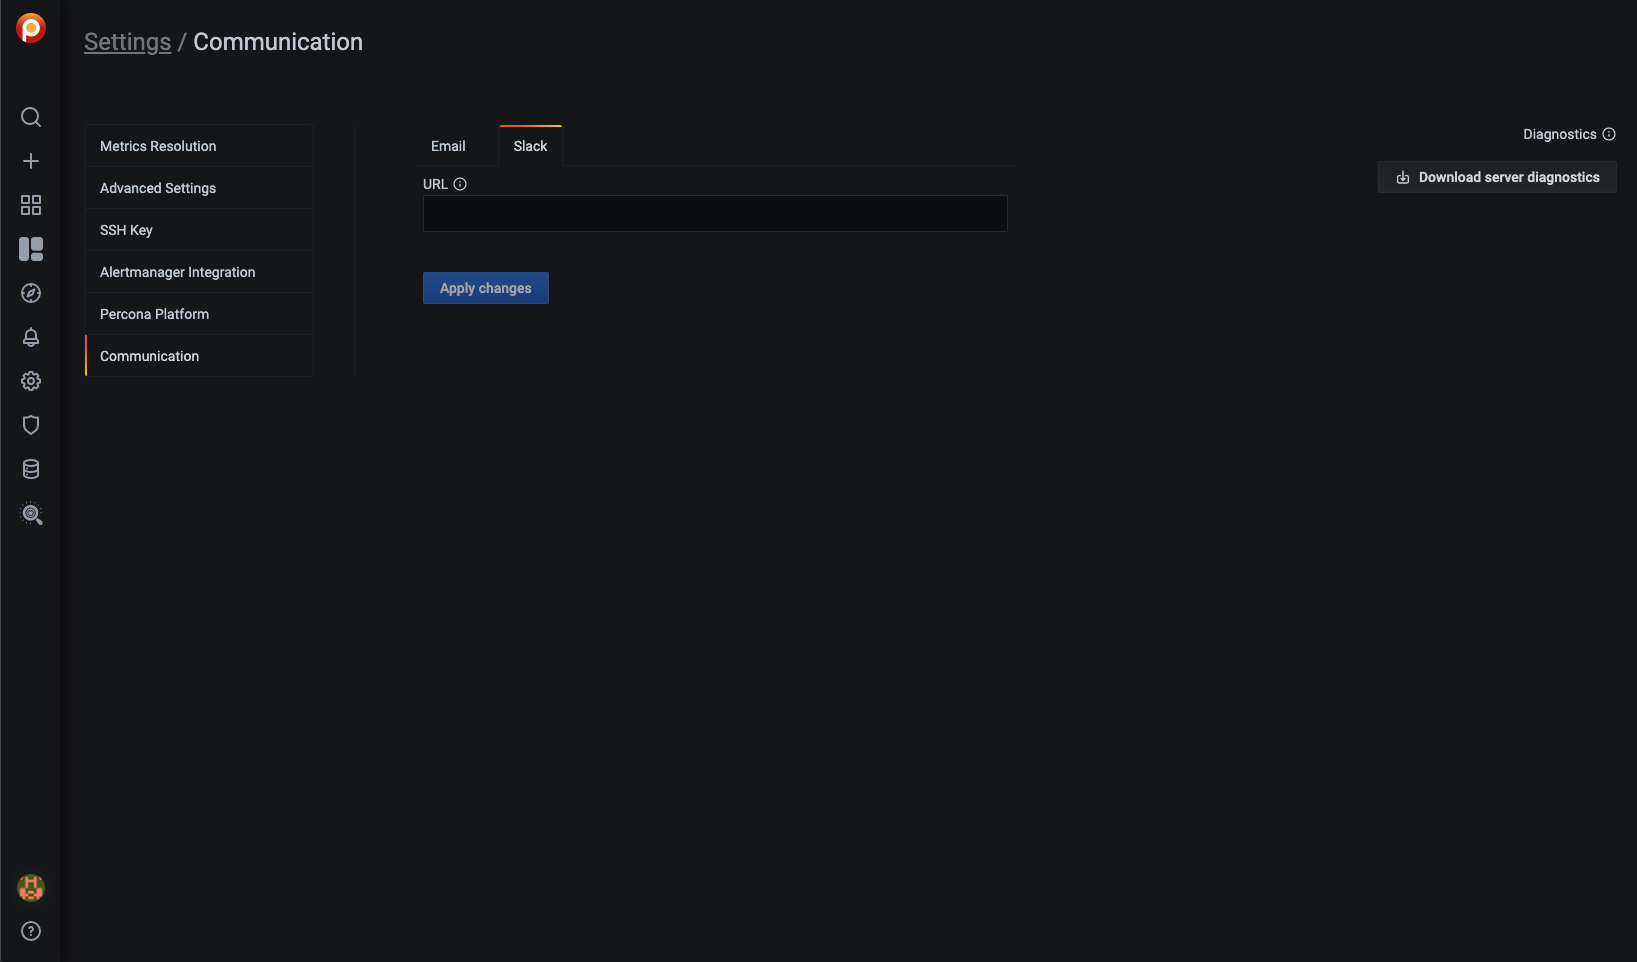 Settings / Communication
Metrics Resolution
Advanced Settings
SSH Key
Alertmanager Integration
Percona Platform
Communication
Email
Slack
URL
Apply changes
Diagnostics
Download server diagnostics